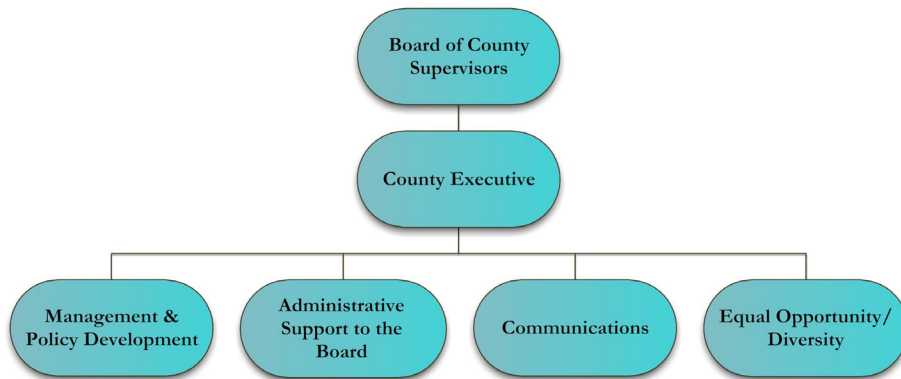 Board of County
Supervisors
County Executive
Management &
Policy Development
Administrative
Support to the
Board
Communications
Equal Opportunity/
Diversity